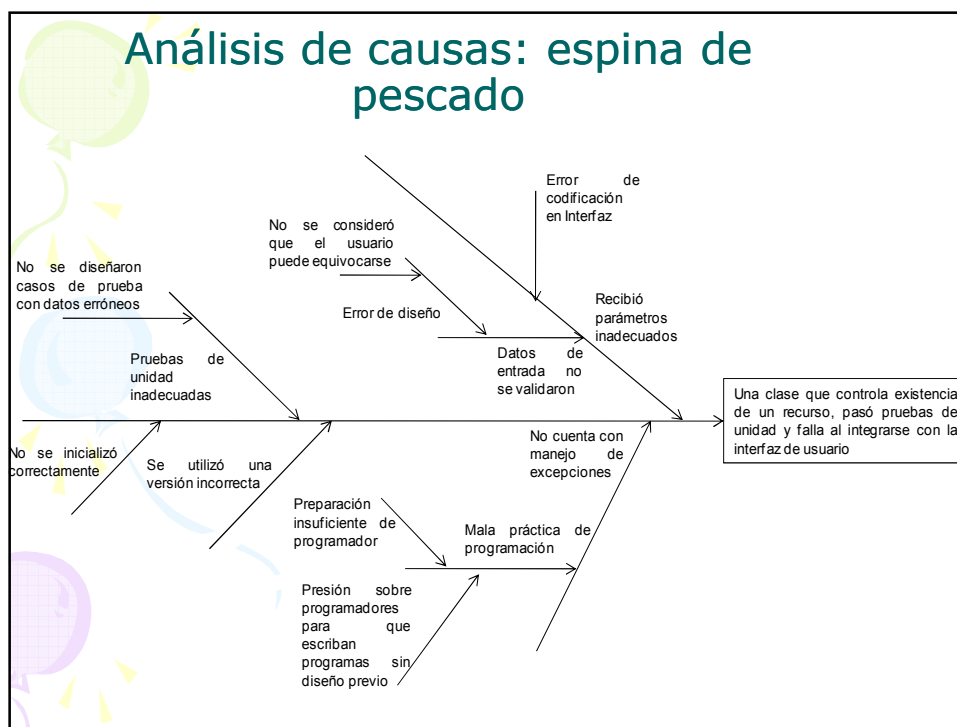 Análisis de causas: espina de
pescado
Error de
codificación
en Interfaz
No se consideró
que el usuario
puede equivocarse
No se diseñaron
casos de prueba
con datos erróneos
Error de diseño
Recibió
parámetros
inadecuados
Pruebas de
unidad
inadecuadas
Datos de
entrada no
se validaron
Una clase que controla existencia
de un recurso, pasó pruebas de
unidad y falla al integrarse con la
interfaz de usuario
No se inicializó
correctamente
Se utilizó una
versión incorrecta
No cuenta con
manejo de
excepciones
Preparación
insuficiente de
programador
Mala práctica de
programación
Presión sobre
programadores
para que
escriban
programas sin
diseño previo